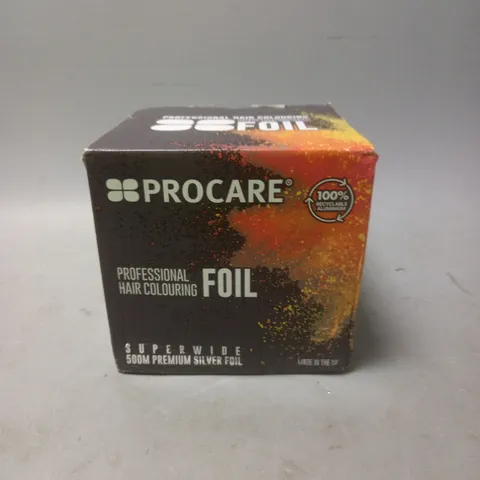 PROFESSIONAL HAIR COLOURING
FOIL
PROCARE®
100%
RECYCLABLE
ALUMINIUM
PROFESSIONAL
HAIR COLOURING
FOIL
SUPERWIDE
500M PREMIUM SILVER FOIL
MADE IN THE